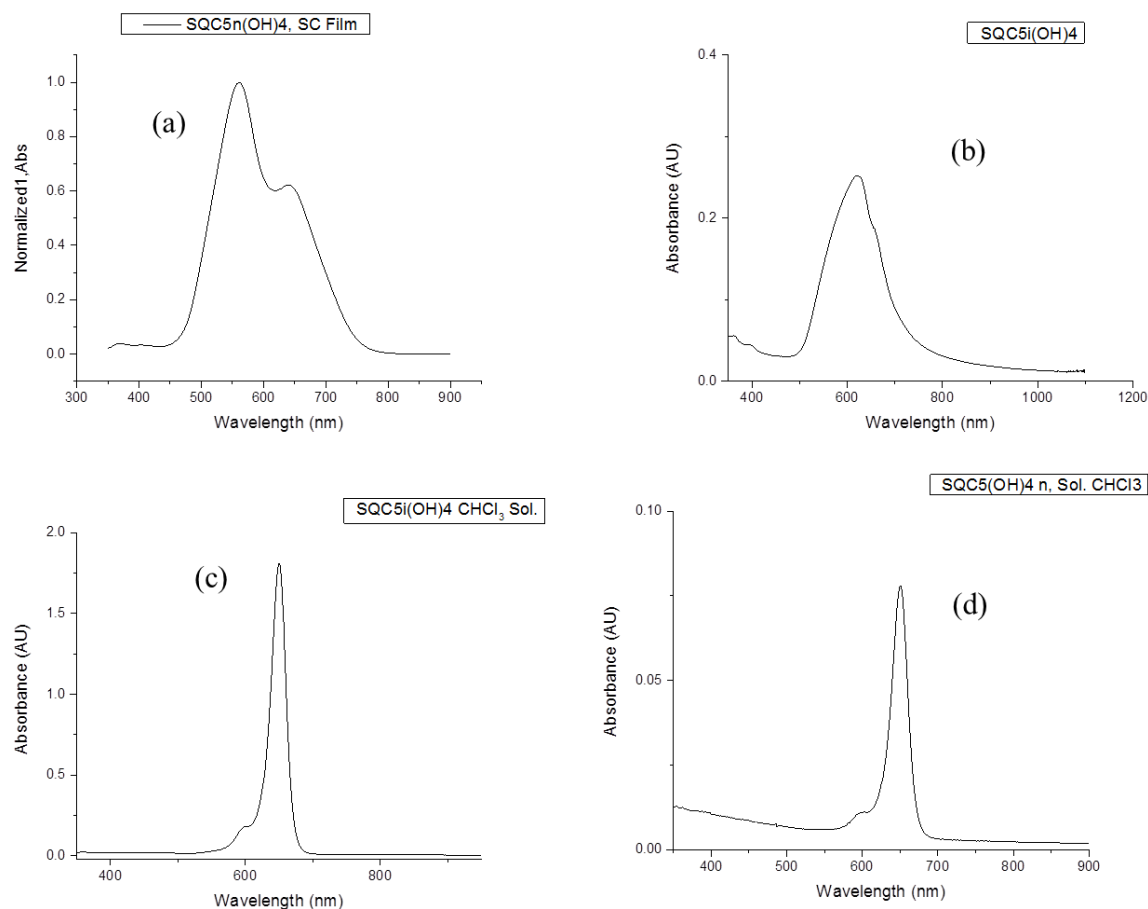 SQC5n(OH)4, SC Film
(a)
Normalized1,Abs
1.0
0.8
0.6
0.4
0.2
0.0
300 400 500 600 700 800 900
Wavelength (nm)
SQC5i(OH)4
(b)
Absorbance (AU)
0.4
0.2
0.0
400 600 800 1000 1200
Wavelength (nm)
SQC5i(OH)4 CHCl₃ Sol.
(c)
Absorbance (AU)
2.0
1.5
1.0
0.5
0.0
400 600 800
Wavelength (nm)
SQC5(OH)4 n, Sol. CHCl3
(d)
Absorbance (AU)
0.10
0.05
0.00
400 500 600 700 800 900
Wavelength (nm)